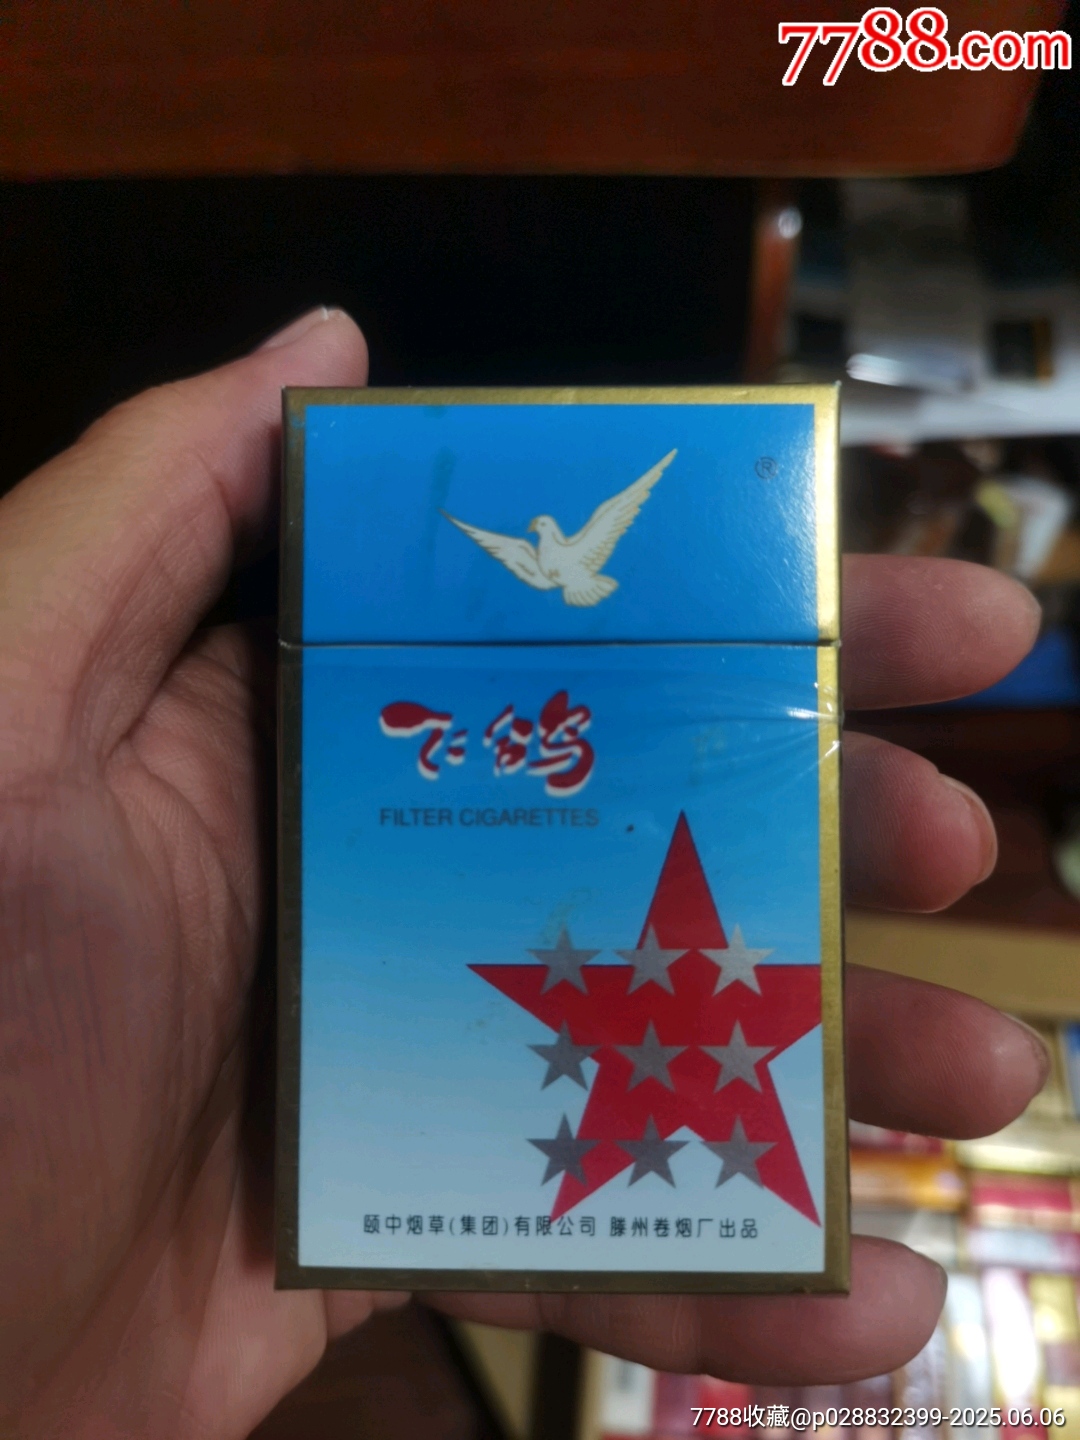 7788.com
®
飞鸽
FILTER CIGARETTES
颐中烟草(集团)有限公司 滕州卷烟厂出品
7788收藏@p028832399-2025.06.06